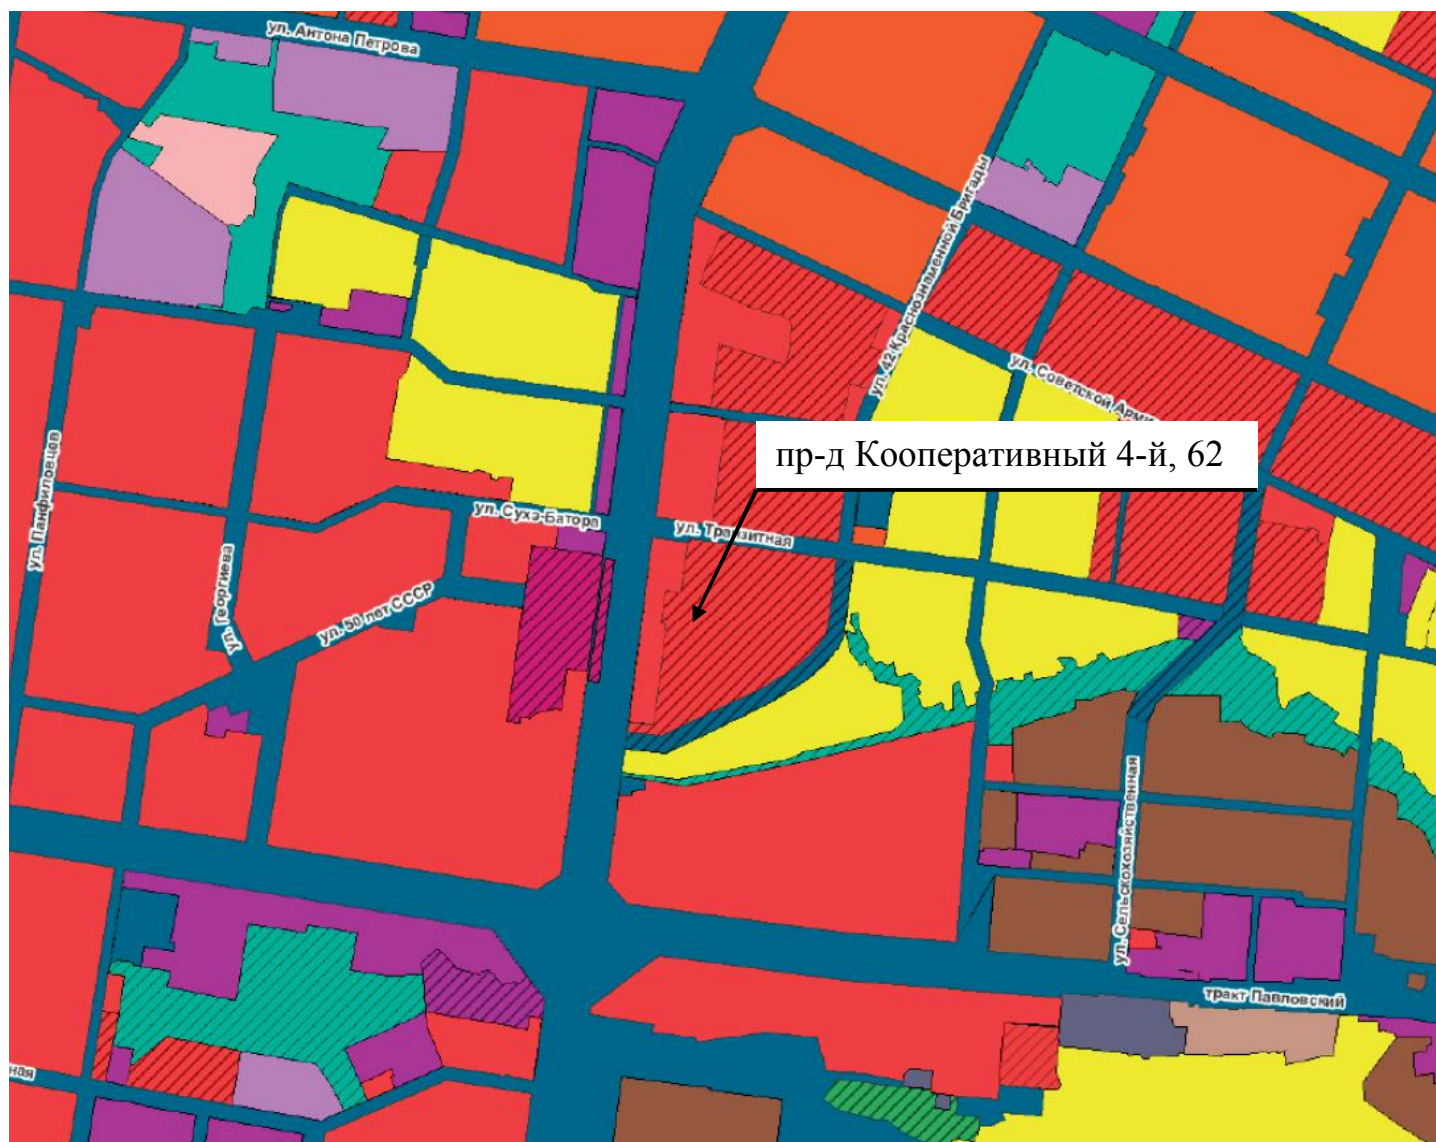 ул. Антона Петрова
ул. 42 Краснознаменной Бригады
ул. Советской Арми
пр-д Кооперативный 4-й, 62
ул. Панфиловцев
ул. Сухэ-Батора
ул. Транзитная
ул. Георгиева
ул. 50 лет СССР
ул. Сельскохозяйственная
тракт Павловский
ная